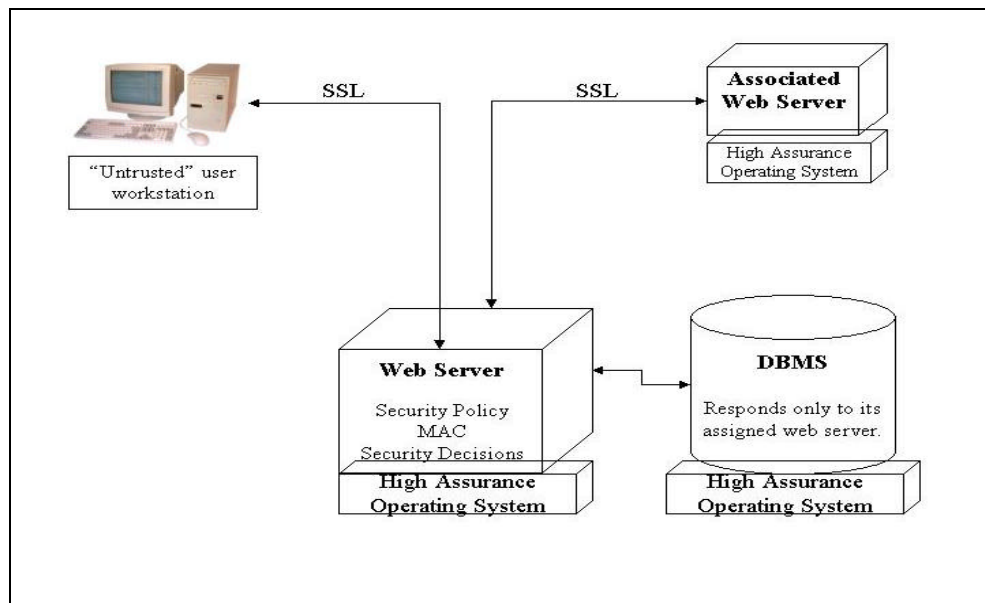 SSL
SSL
Associated
Web Server
High Assurance
Operating System
“Untrusted” user
workstation
Web Server
Security Policy
MAC
Security Decisions
High Assurance
Operating System
DBMS
Responds only to its
assigned web server.
High Assurance
Operating System